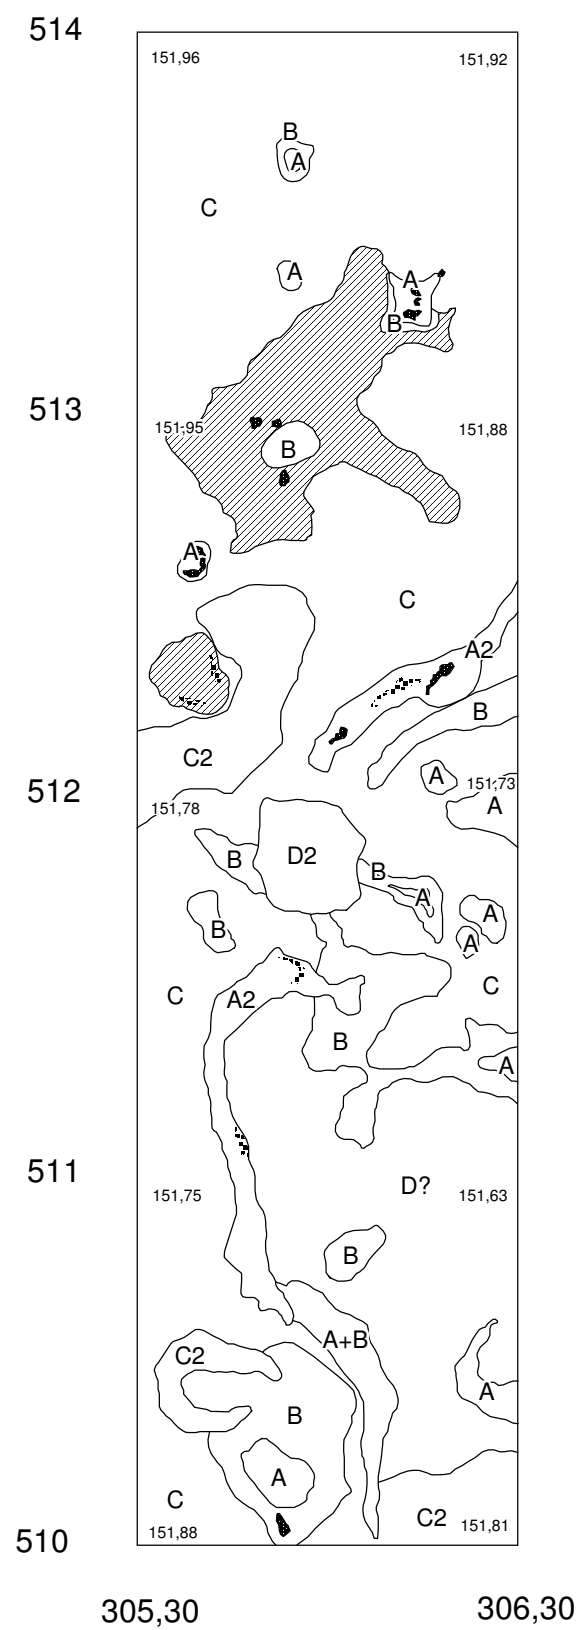 514
151,96 151,92
B
A
C
A
A
B
513
151,95 151,88
B
A
C
A2
B
C2
A
151,73
512
151,78
A
B
D2
B
A
A
B
A
C
A2
C
B
A
511
D?
151,75 151,63
B
A+B
C2
A
B
A
C
C2
151,88 151,81
510
305,30 306,30